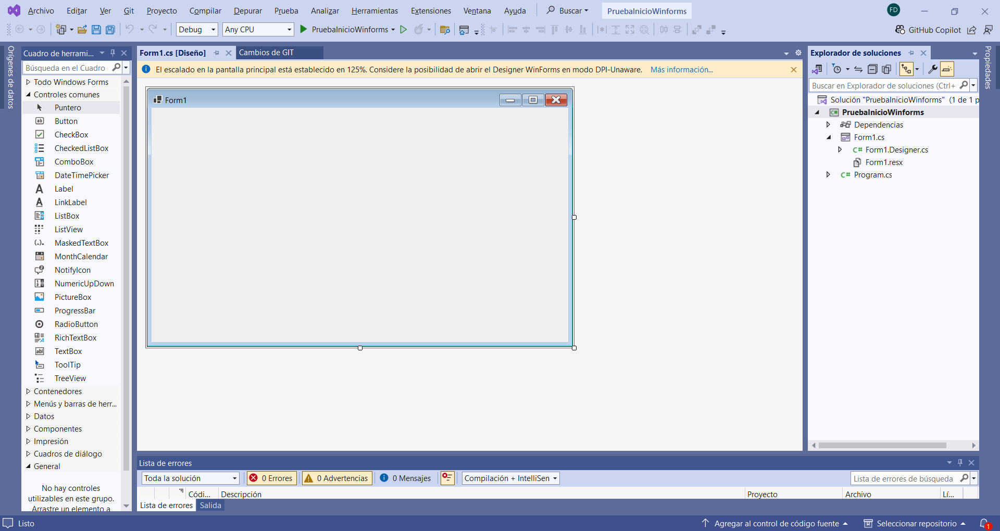 Archivo Editar Ver Git Proyecto Compilar Depurar Prueba Analizar Herramientas Extensiones Ventana Ayuda Buscar PruebaInicioWinforms FD
Debug Any CPU PruebaInicioWinforms GitHub Copilot
Orígenes de datos
Cuadro de herrami...
Búsqueda en el Cuadro
Todo Windows Forms
Controles comunes
Puntero
Button
CheckBox
CheckedListBox
ComboBox
DateTimePicker
Label
LinkLabel
ListBox
ListView
MaskedTextBox
MonthCalendar
NotifyIcon
NumericUpDown
PictureBox
ProgressBar
RadioButton
RichTextBox
TextBox
ToolTip
TreeView
Contenedores
Menús y barras de herr...
Datos
Componentes
Impresión
Cuadros de diálogo
General
No hay controles
utilizables en este grupo.
Arrastre un elemento a
Form1.cs [Diseño] Cambios de GIT
El escalado en la pantalla principal está establecido en 125%. Considere la posibilidad de abrir el Designer WinForms en modo DPI-Unaware. Más información...
Form1
Explorador de soluciones
Buscar en Explorador de soluciones (Ctrl+
Solución "PruebaInicioWinforms" (1 de 1 p
PruebaInicioWinforms
Dependencias
Form1.cs
C# Form1.Designer.cs
Form1.resx
C# Program.cs
Propiedades
Lista de errores
Toda la solución 0 Errores 0 Advertencias 0 Mensajes Compilación + IntelliSen Lista de errores de búsqueda
Códi... Descripción Proyecto Archivo Lí...
Lista de errores Salida
Listo Agregar al control de código fuente Seleccionar repositorio 1